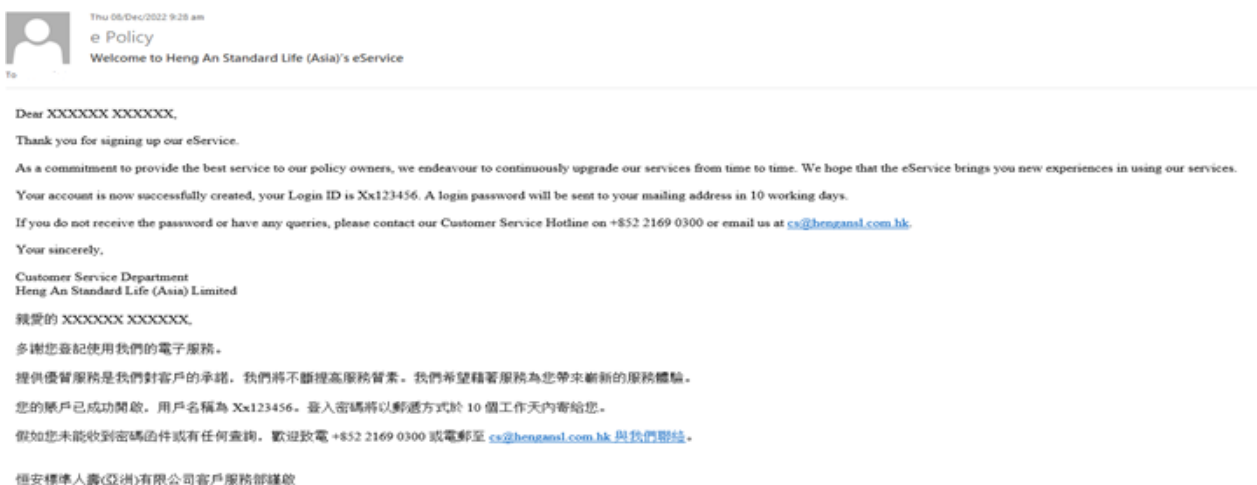 Thu 08/Dec/2022 9:28 am
e Policy
Welcome to Heng An Standard Life (Asia)'s eService
To
Dear XXXXXX XXXXXX,
Thank you for signing up our eService.
As a commitment to provide the best service to our policy owners, we endeavour to continuously upgrade our services from time to time. We hope that the eService brings you new experiences in using our services.
Your account is now successfully created, your Login ID is Xx123456. A login password will be sent to your mailing address in 10 working days.
If you do not receive the password or have any queries, please contact our Customer Service Hotline on +852 2169 0300 or email us at cs@hengansl.com.hk.
Your sincerely,
Customer Service Department
Heng An Standard Life (Asia) Limited
親愛的 XXXXXX XXXXXX,
多謝您登記使用我們的電子服務。
提供優質服務是我們對客戶的承諾，我們將不斷提高服務質素。我們希望藉著服務為您帶來嶄新的服務體驗。
您的賬戶已成功開啟，用戶名稱為 Xx123456。登入密碼將以郵遞方式於 10 個工作天內寄給您。
假如您未能收到密碼函件或有任何查詢，歡迎致電 +852 2169 0300 或電郵至 cs@hengansl.com.hk 與我們聯絡。
恒安標準人壽(亞洲)有限公司客戶服務部謹啟